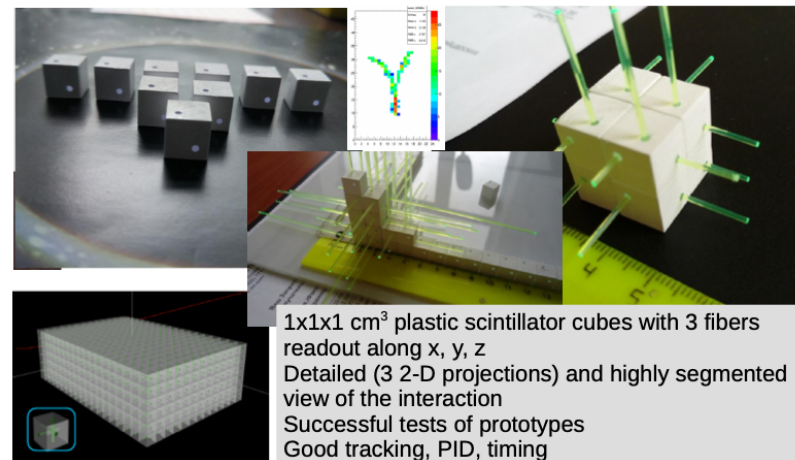 1x1x1 cm³ plastic scintillator cubes with 3 fibers
readout along x, y, z
Detailed (3 2-D projections) and highly segmented
view of the interaction
Successful tests of prototypes
Good tracking, PID, timing